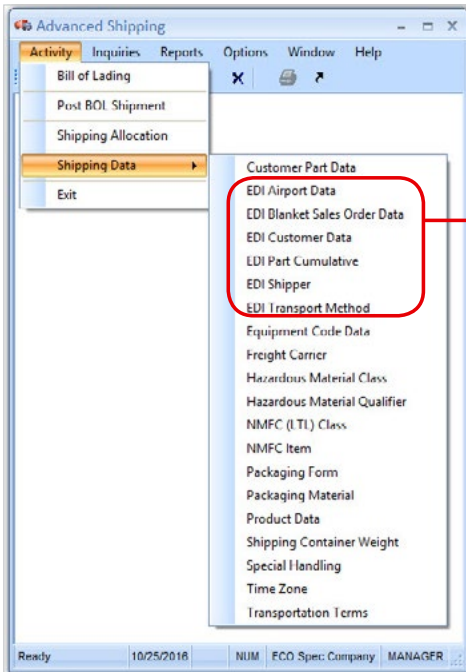 Advanced Shipping
Activity Inquiries Reports Options Window Help
Bill of Lading
Post BOL Shipment
Shipping Allocation
Shipping Data
Exit
Customer Part Data
EDI Airport Data
EDI Blanket Sales Order Data
EDI Customer Data
EDI Part Cumulative
EDI Shipper
EDI Transport Method
Equipment Code Data
Freight Carrier
Hazardous Material Class
Hazardous Material Qualifier
NMFC (LTL) Class
NMFC Item
Packaging Form
Packaging Material
Product Data
Shipping Container Weight
Special Handling
Time Zone
Transportation Terms
Ready 10/25/2016 NUM ECO Spec Company MANAGER